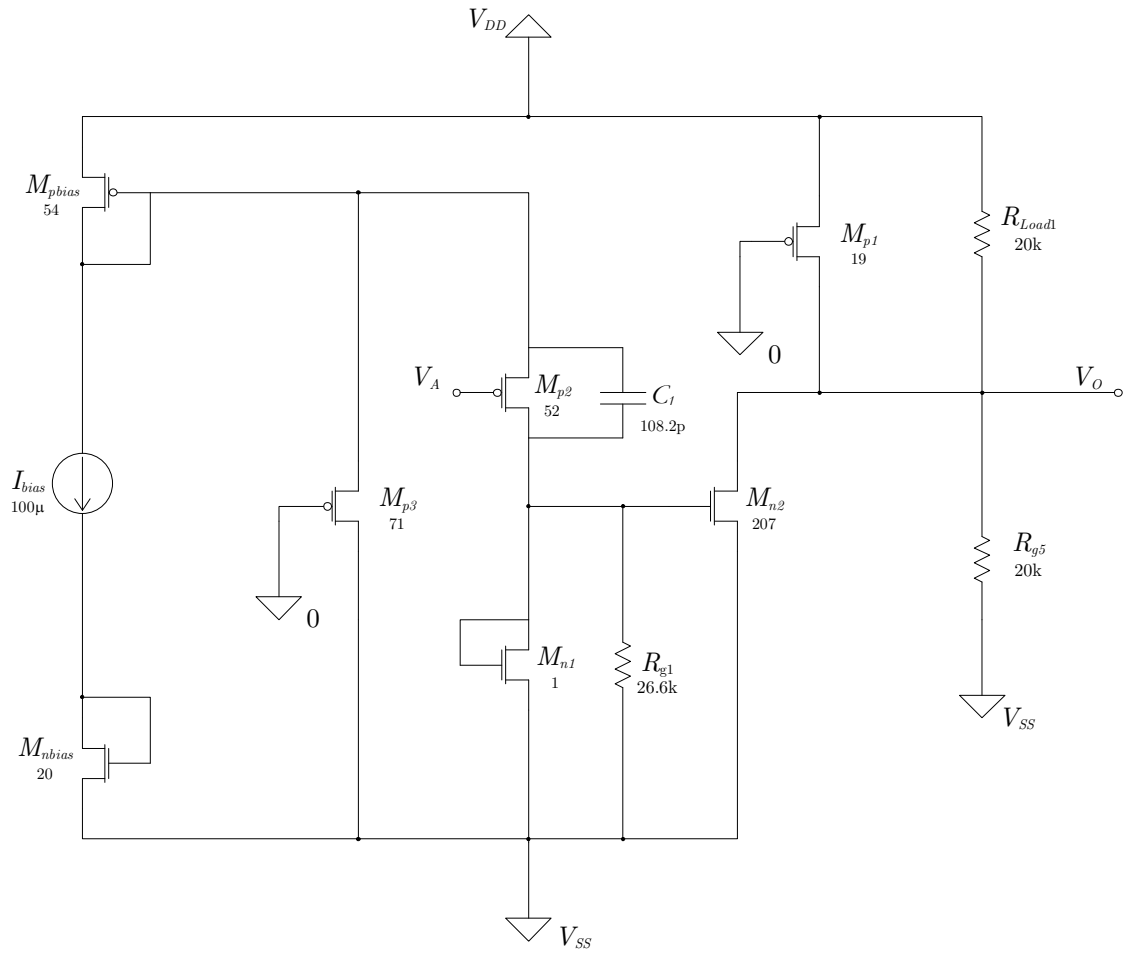 V_DD
M_pbias
54
R_Load1
20k
M_p1
19
0
V_A
M_p2
52
C_1
108.2p
V_O
I_bias
100µ
M_p3
71
M_n2
207
R_g5
20k
0
M_n1
1
R_g1
26.6k
V_SS
M_nbias
20
V_SS